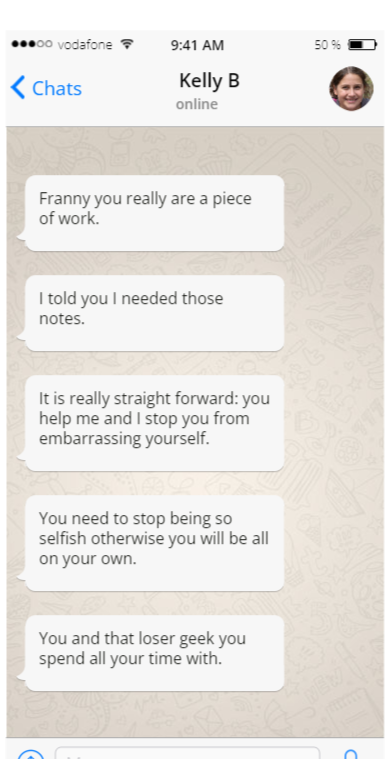 vodafone 9:41 AM 50 %
Chats Kelly B
online
Franny you really are a piece
of work.
I told you I needed those
notes.
It is really straight forward: you
help me and I stop you from
embarrassing yourself.
You need to stop being so
selfish otherwise you will be all
on your own.
You and that loser geek you
spend all your time with.